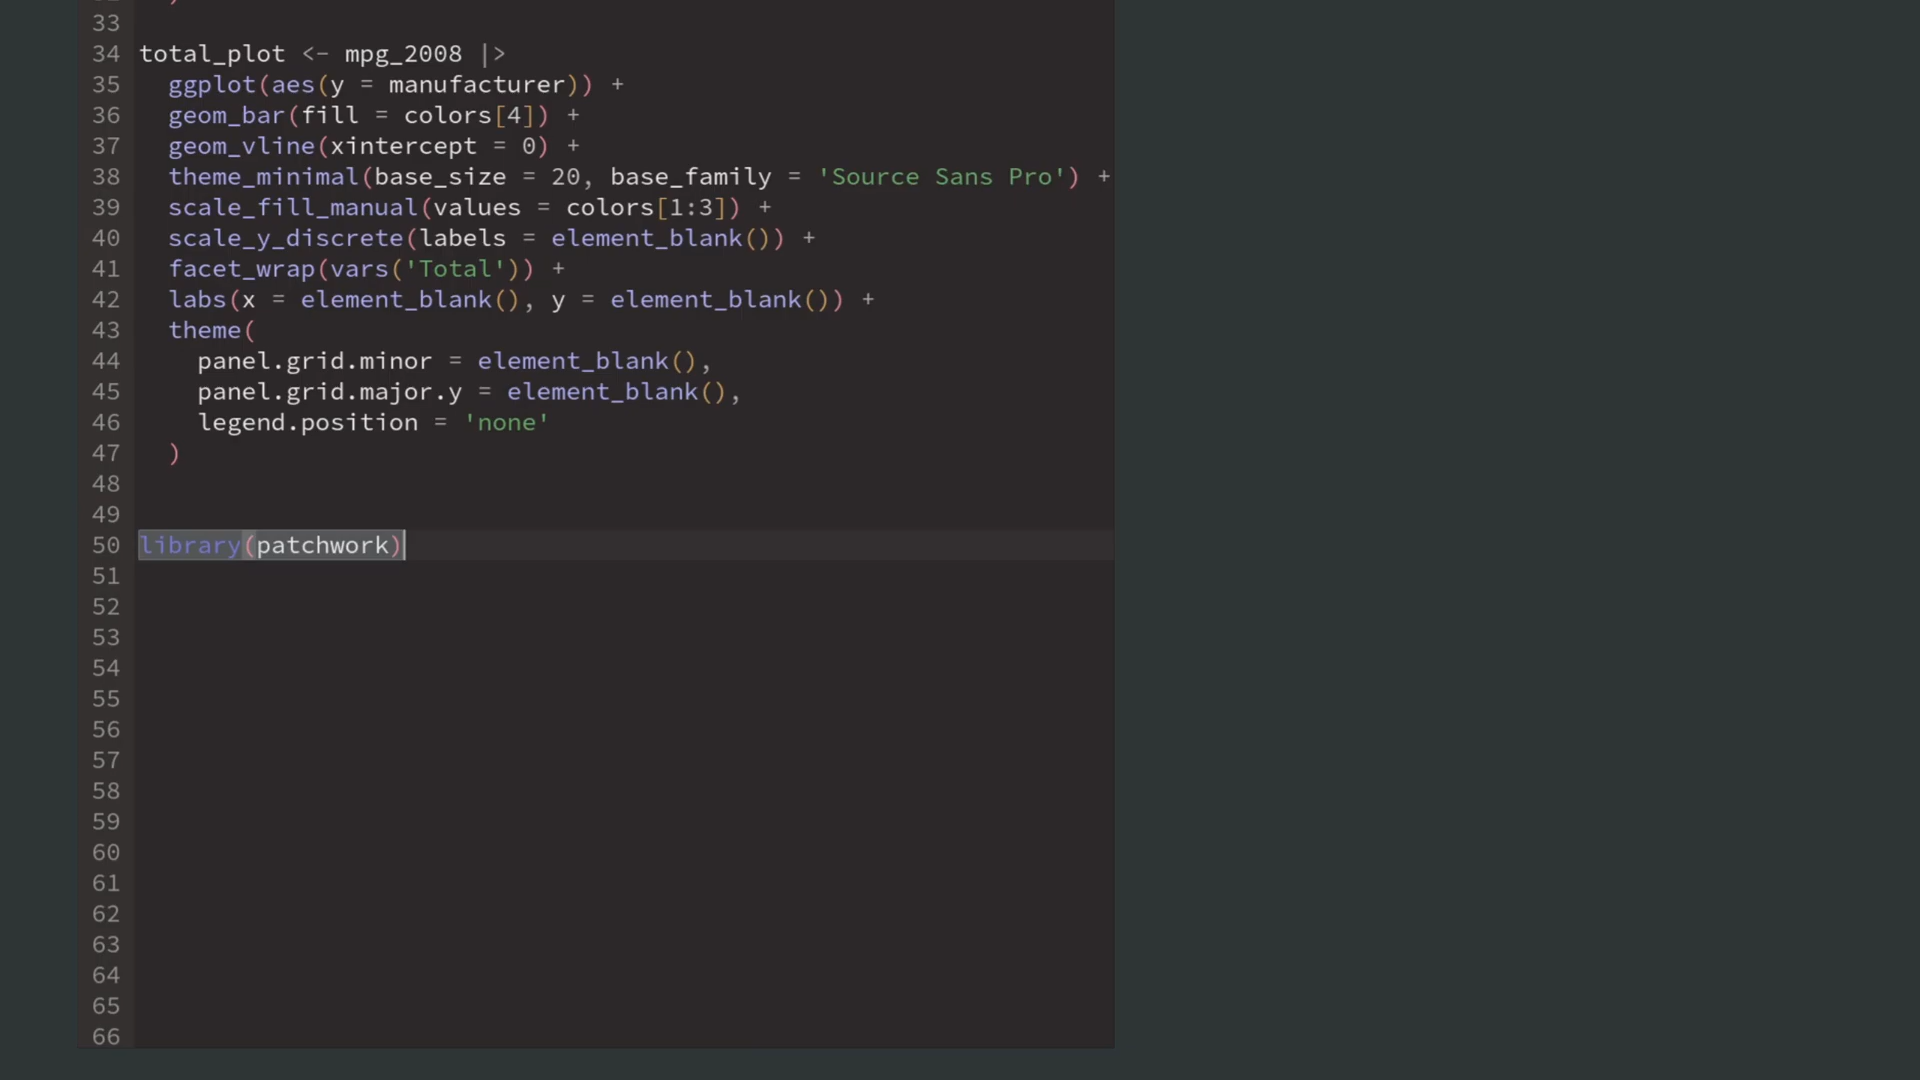 33
34 total_plot <- mpg_2008 |>
35   ggplot(aes(y = manufacturer)) +
36   geom_bar(fill = colors[4]) +
37   geom_vline(xintercept = 0) +
38   theme_minimal(base_size = 20, base_family = 'Source Sans Pro') +
39   scale_fill_manual(values = colors[1:3]) +
40   scale_y_discrete(labels = element_blank()) +
41   facet_wrap(vars('Total')) +
42   labs(x = element_blank(), y = element_blank()) +
43   theme(
44     panel.grid.minor = element_blank(),
45     panel.grid.major.y = element_blank(),
46     legend.position = 'none'
47   )
48
49
50 library(patchwork)
51
52
53
54
55
56
57
58
59
60
61
62
63
64
65
66